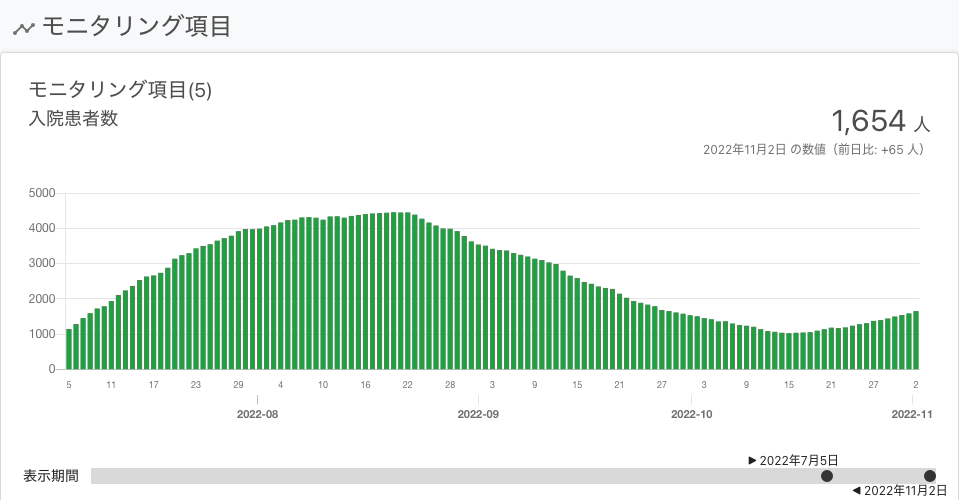 モニタリング項目
モニタリング項目(5)
入院患者数
1,654 人
2022年11月2日 の数値（前日比: +65 人）
5000
4000
3000
2000
1000
0
5 11 17 23 29 4 10 16 22 28 3 9 15 21 27 3 9 15 21 27 2
2022-08 2022-09 2022-10 2022-11
▶ 2022年7月5日
表示期間
◀ 2022年11月2日